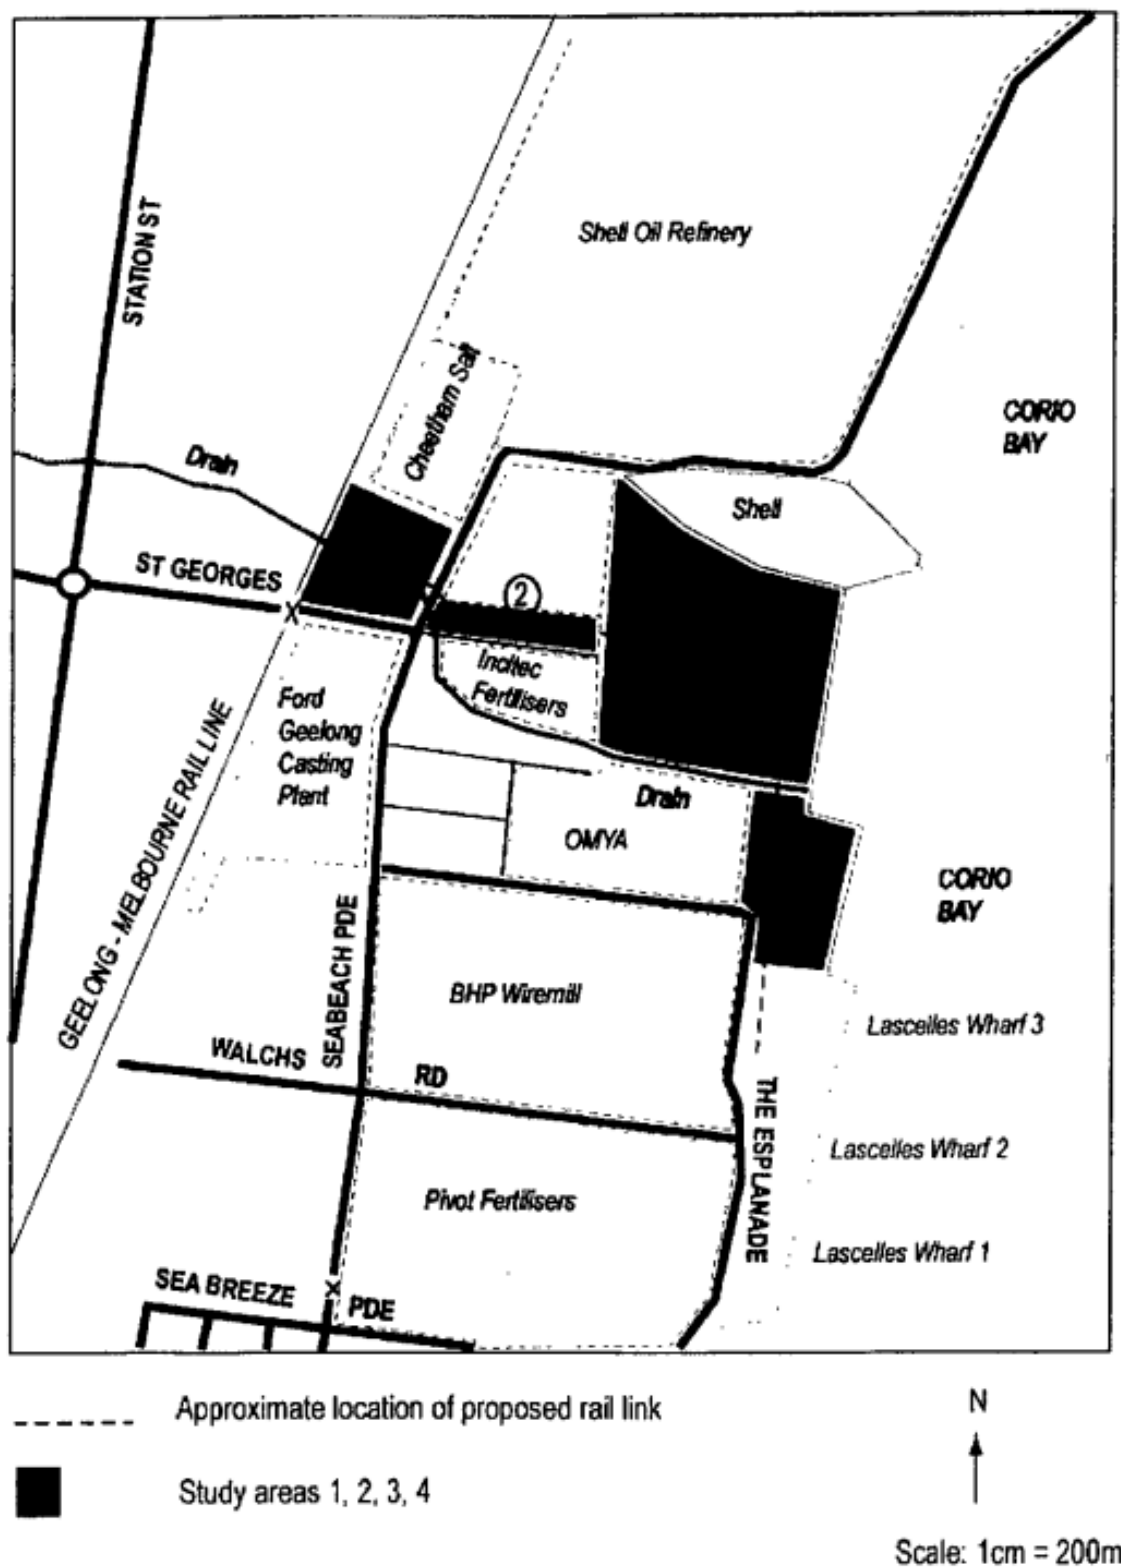 STATION ST
Shell Oil Refinery
Cheetham Salt
CORIO
BAY
Drain
Shell
ST GEORGES
2
Incitec
Fertilisers
Ford
Geelong
Casting
Plant
GEELONG - MELBOURNE RAIL LINE
Drain
OMYA
CORIO
BAY
SEABEACH PDE
BHP Wiremill
Lascelles Wharf 3
WALCHS
RD
THE ESPLANADE
Lascelles Wharf 2
Pivot Fertilisers
Lascelles Wharf 1
SEA BREEZE
PDE
Approximate location of proposed rail link
N
Study areas 1, 2, 3, 4
Scale: 1cm = 200m